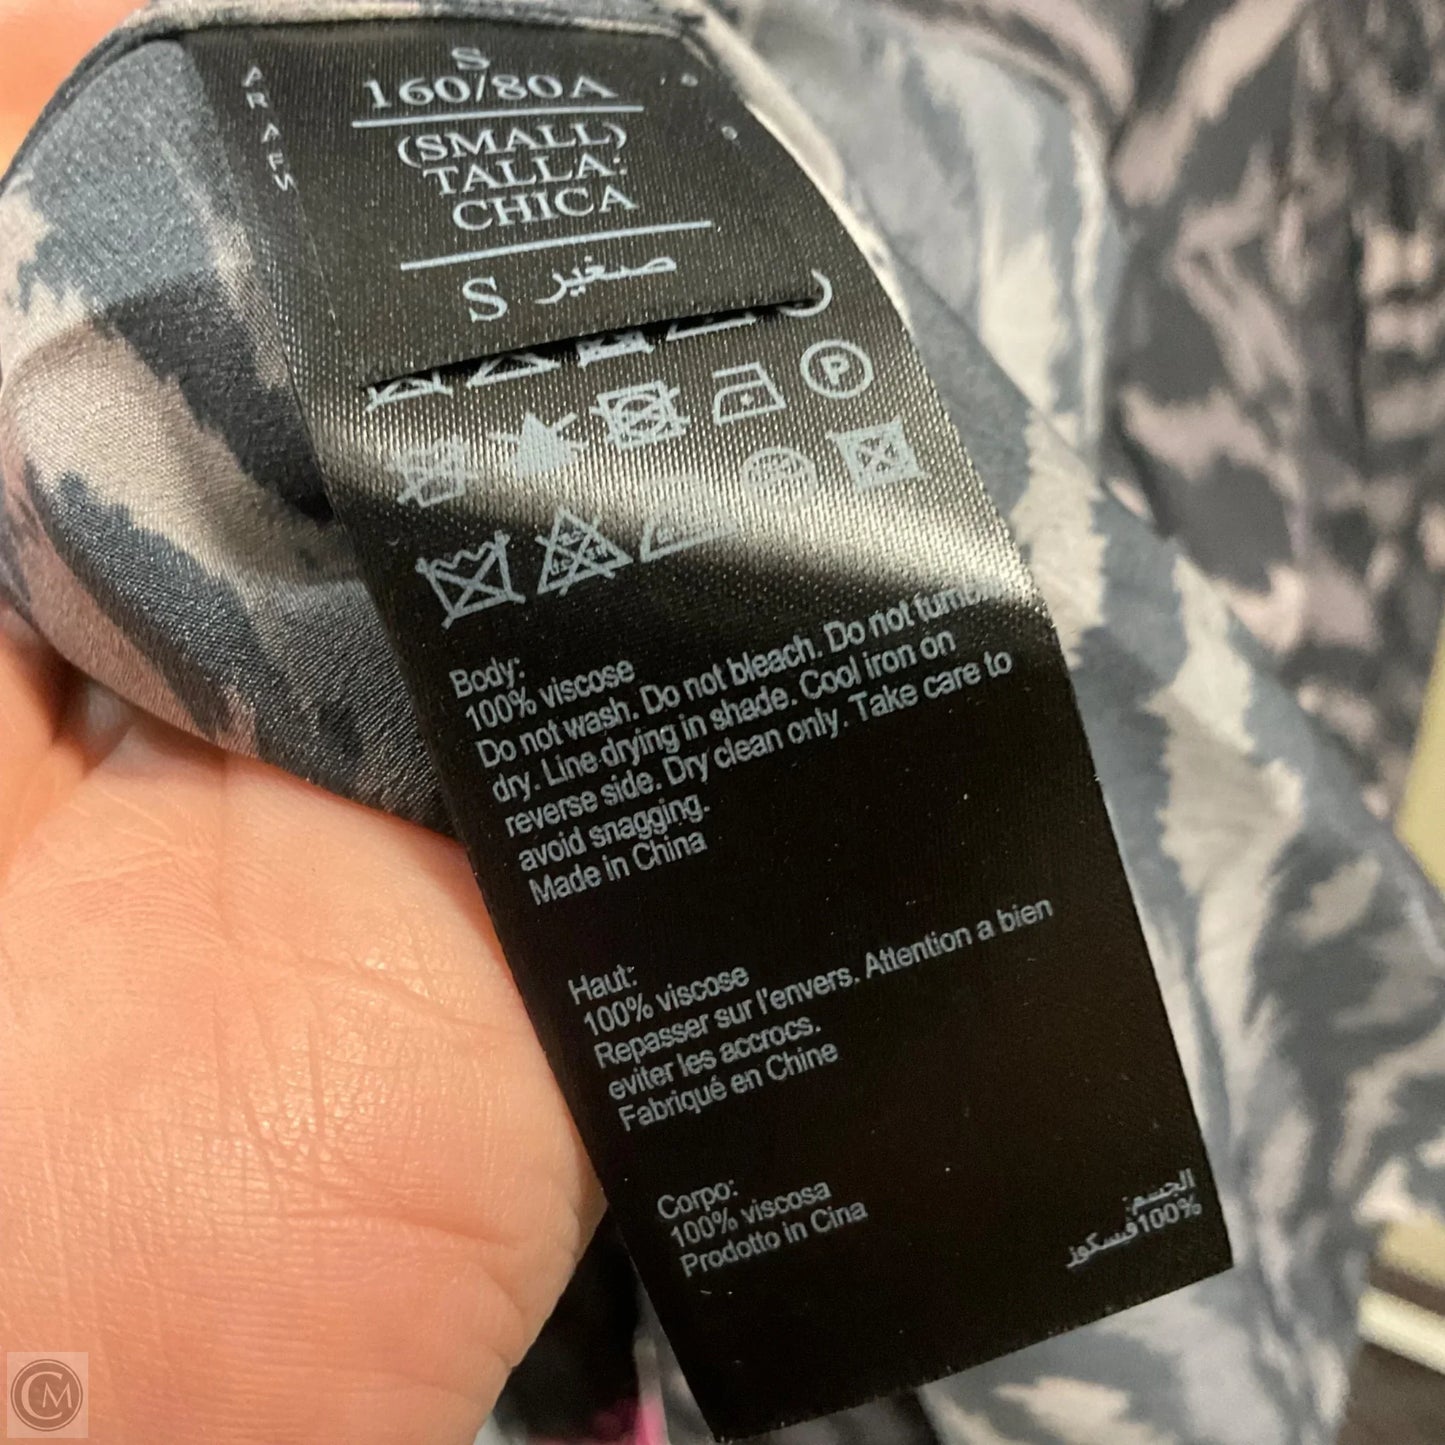 S
160/80A
(SMALL)
TALLA:
CHICA
S صغير
P
Body:
100% viscose
Do not wash. Do not bleach. Do not tumble
dry. Line drying in shade. Cool iron on
reverse side. Dry clean only. Take care to
avoid snagging.
Made in China
Haut:
100% viscose
Repasser sur l'envers. Attention a bien
eviter les accrocs.
Fabriqué en Chine
Corpo:
100% viscosa
Prodotto in Cina
الجسم:
100% فيسكوز
CM